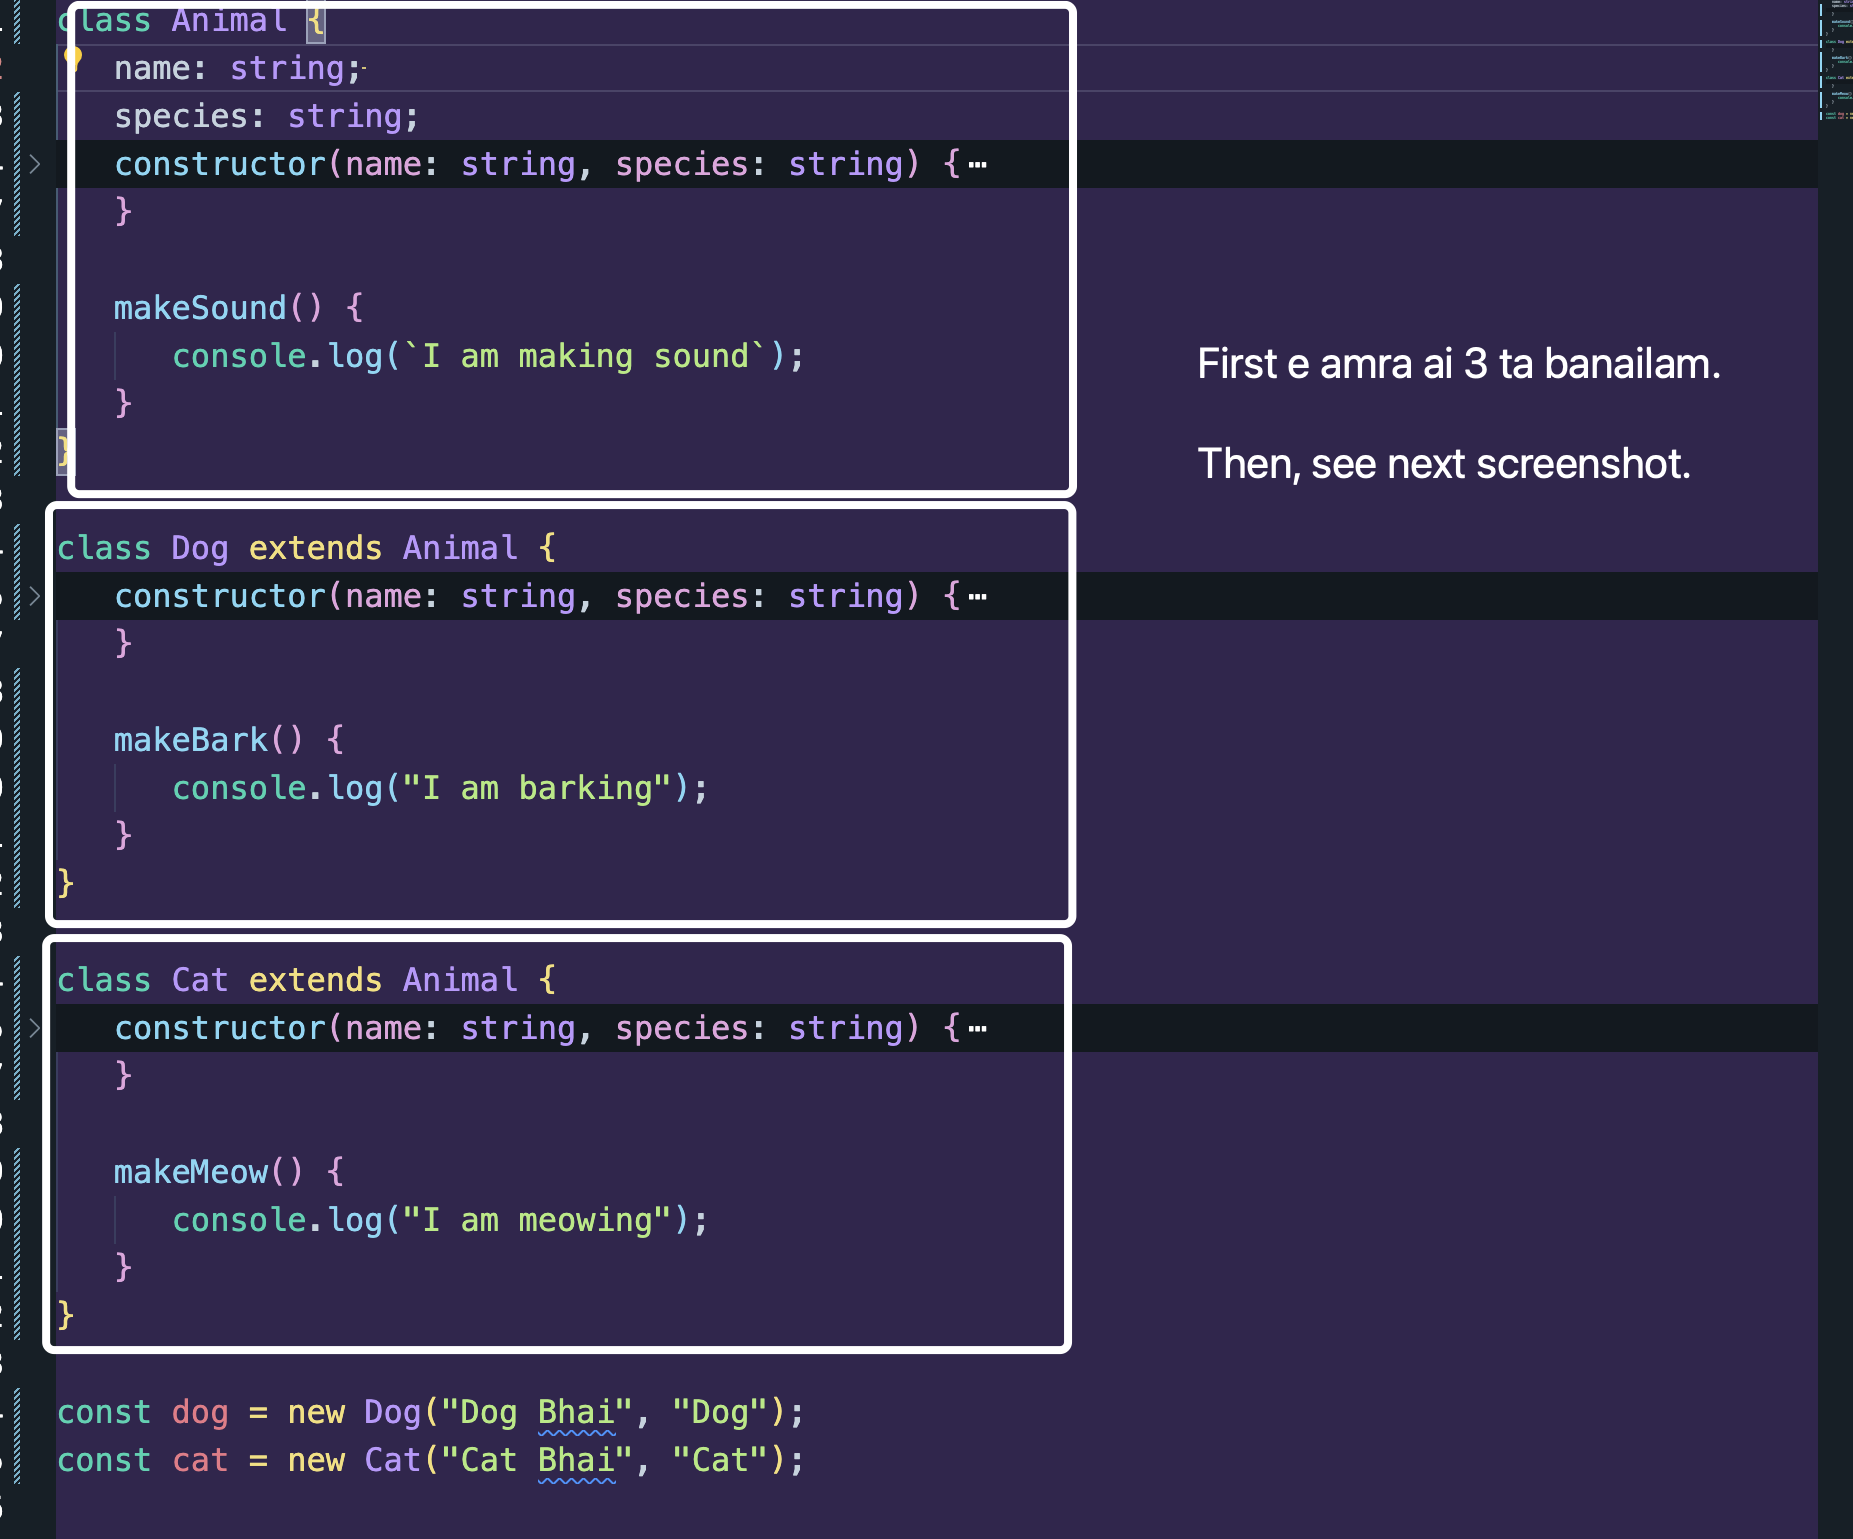 class Animal {
name: string;
species: string;
constructor(name: string, species: string) {…
}
makeSound() {
console.log(`I am making sound`);
}
}
First e amra ai 3 ta banailam.
Then, see next screenshot.
class Dog extends Animal {
constructor(name: string, species: string) {…
}
makeBark() {
console.log("I am barking");
}
}
class Cat extends Animal {
constructor(name: string, species: string) {…
}
makeMeow() {
console.log("I am meowing");
}
}
const dog = new Dog("Dog Bhai", "Dog");
const cat = new Cat("Cat Bhai", "Cat");